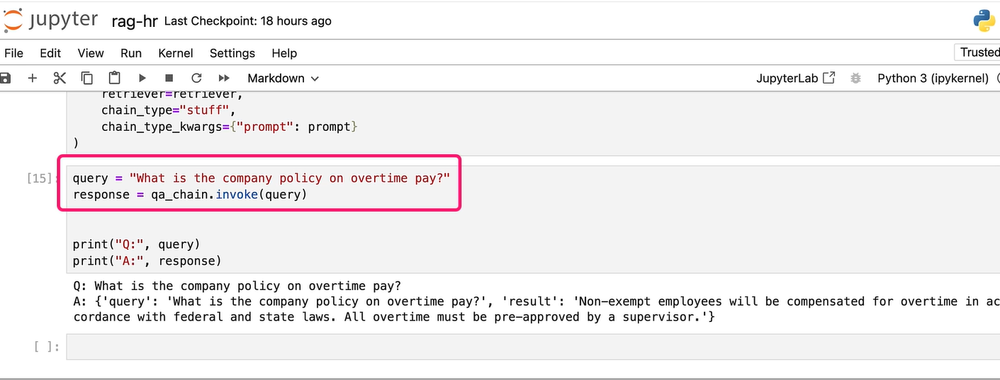 jupyter rag-hr Last Checkpoint: 18 hours ago
File Edit View Run Kernel Settings Help Trusted
Markdown JupyterLab Python 3 (ipykernel)
retriever=retriever,
chain_type="stuff",
chain_type_kwargs={"prompt": prompt}
)
[15]: query = "What is the company policy on overtime pay?"
response = qa_chain.invoke(query)
print("Q:", query)
print("A:", response)
Q: What is the company policy on overtime pay?
A: {'query': 'What is the company policy on overtime pay?', 'result': 'Non-exempt employees will be compensated for overtime in ac
cordance with federal and state laws. All overtime must be pre-approved by a supervisor.'}
[ ]: